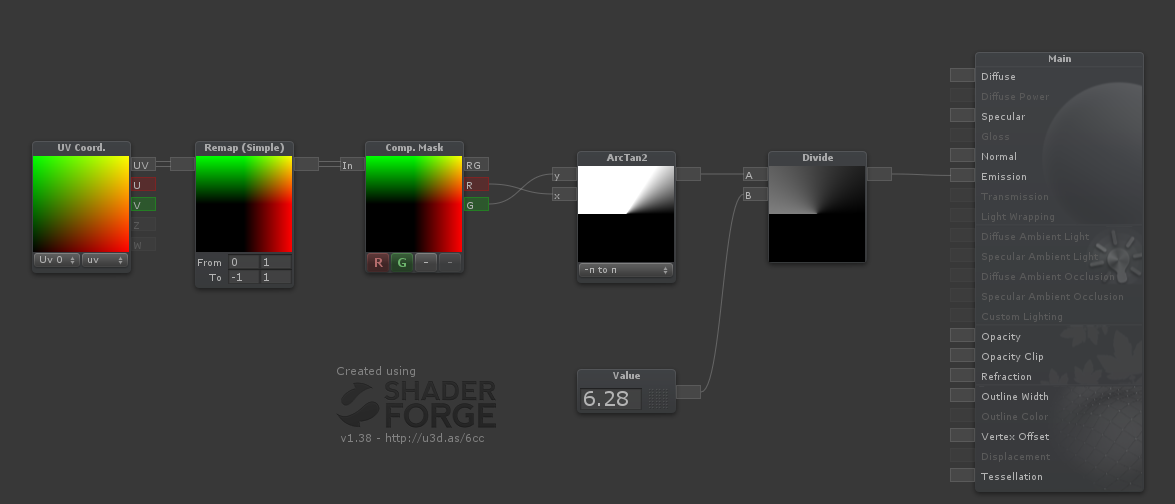 UV Coord.
UV
U
V
Z
W
Uv 0
uv
Remap (Simple)
From 0 1
To -1 1
Comp. Mask
In
RG
R
G
R G - -
ArcTan2
y
x
-π to π
Divide
A
B
Value
6.28
Created using
SHADER
FORGE
v1.38 - http://u3d.as/6cc
Main
Diffuse
Diffuse Power
Specular
Gloss
Normal
Emission
Transmission
Light Wrapping
Diffuse Ambient Light
Specular Ambient Light
Diffuse Ambient Occlusion
Specular Ambient Occlusion
Custom Lighting
Opacity
Opacity Clip
Refraction
Outline Width
Outline Color
Vertex Offset
Displacement
Tessellation